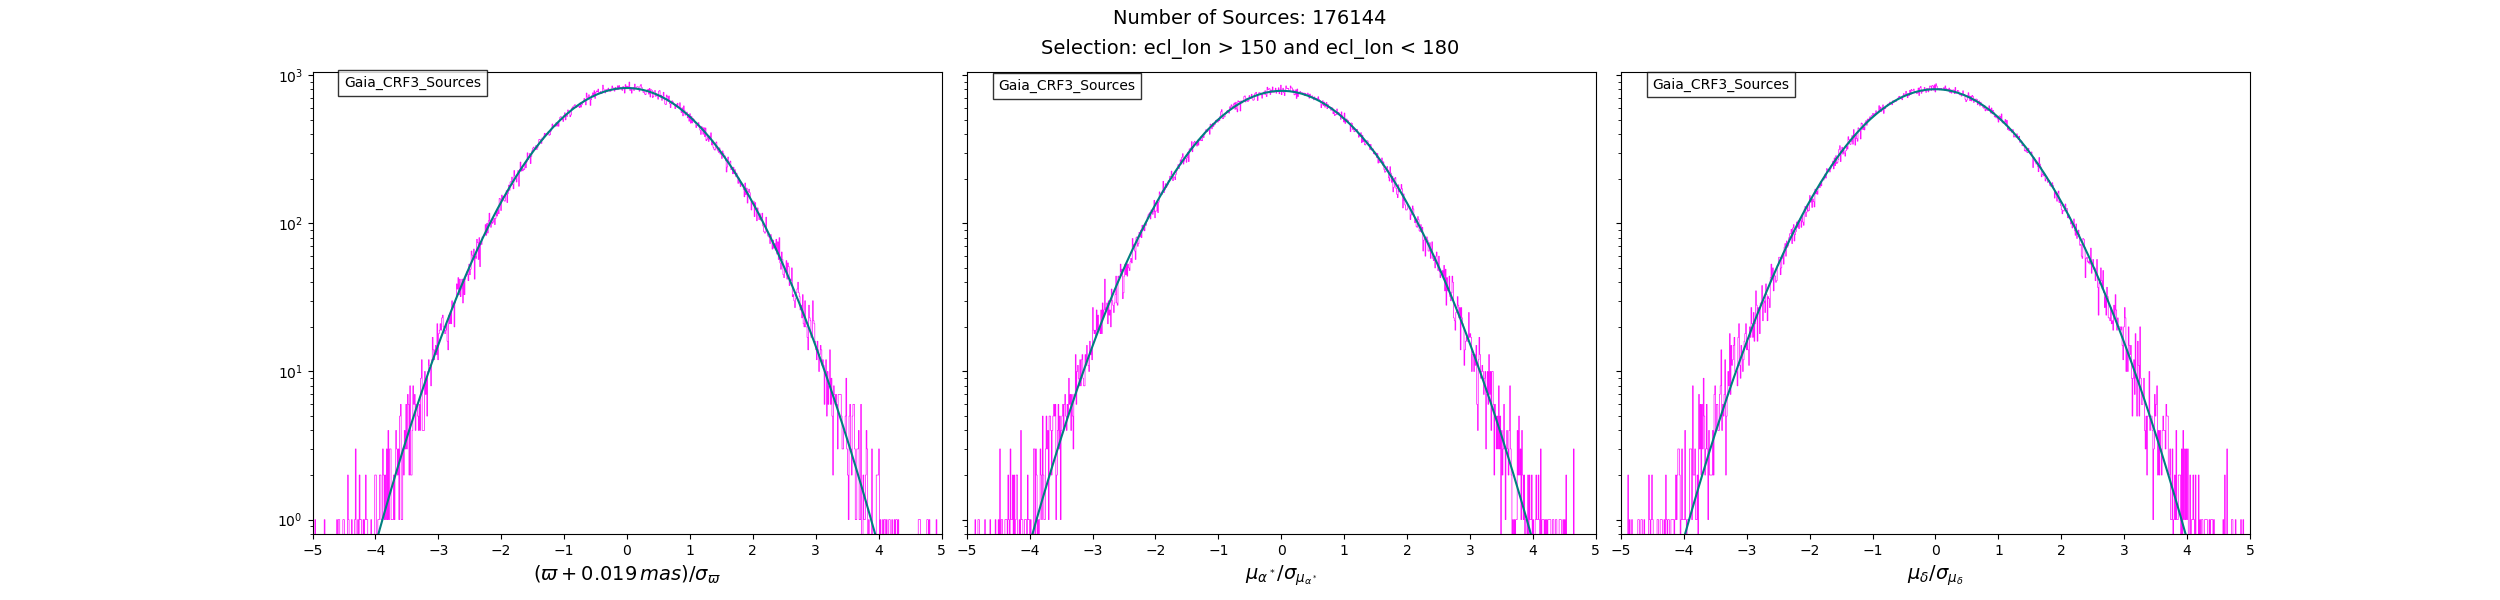 Number of Sources: 176144
Selection: ecl_lon > 150 and ecl_lon < 180
Gaia_CRF3_Sources
Gaia_CRF3_Sources
Gaia_CRF3_Sources
10³
10²
10¹
10⁰
−5 −4 −3 −2 −1 0 1 2 3 4 5
−5 −4 −3 −2 −1 0 1 2 3 4 5
−5 −4 −3 −2 −1 0 1 2 3 4 5
(ϖ + 0.019 mas)/σ_ϖ
μ_α*/σ_μ_α*
μ_δ/σ_μ_δ